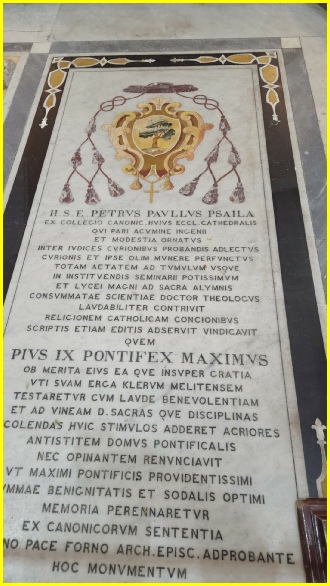 H. S. E. PETRVS PAVLLVS PSAILA
EX COLLEGIO CANONIC. HVIVS ECCL. CATHEDRALIS
QVI PARI ACVMINE INGENII
ET MODESTIA ORNATVS
INTER IVDICES CVRIONIBVS PROBANDIS ADLECTVS
CVRIONIS ET IPSE OLIM MVNERE PERFVNCTVS
TOTAM AETATEM AD TVMVLVM VSQVE
IN INSTITVENDIS SEMINARII POTISSIMVM
ET LYCEI MAGNI AD SACRA ALYMNIS
CONSVMMATAE SCIENTIAE DOCTOR THEOLOGVS
LAVDABILITER CONTRIVIT
RELIGIONEM CATHOLICAM CONCIONIBVS
SCRIPTIS ETIAM EDITIS ADSERVIT VINDICAVIT
QVEM
PIVS IX PONTIFEX MAXIMVS
OB MERITA EIVS EA QVE INSVPER GRATIA
VTI SVAM ERGA KLERVM MELITENSEM
TESTARETVR CVM LAVDE BENEVOLENTIAM
ET AD VINEAM D. SACRAS QVE DISCIPLINAS
COLENDAS HVIC STIMVLOS ADDERET ACRIORES
ANTISTITEM DOMVS PONTIFICALIS
NEC OPINANTEM RENVNCIAVIT
VT MAXIMI PONTIFICIS PROVIDENTISSIMI
VMMAE BENIGNITATIS ET SODALIS OPTIMI
MEMORIA PERENNARETVR
EX CANONICORVM SENTENTIA
NO PACE FORNO ARCH. EPISC. ADPROBANTE
HOC MONVMENTVM